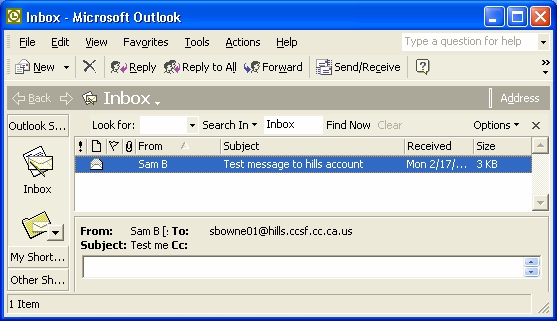 Inbox - Microsoft Outlook
File Edit View Favorites Tools Actions Help Type a question for help
New Reply Reply to All Forward Send/Receive
Back Inbox Address
Outlook S... Look for: Search In Inbox Find Now Clear Options
! From Subject Received Size
Sam B Test message to hills account Mon 2/17/... 3 KB
Inbox
From: Sam B [: To: sbowne01@hills.ccsf.cc.ca.us
Subject: Test me Cc:
My Short...
Other Sh...
1 Item